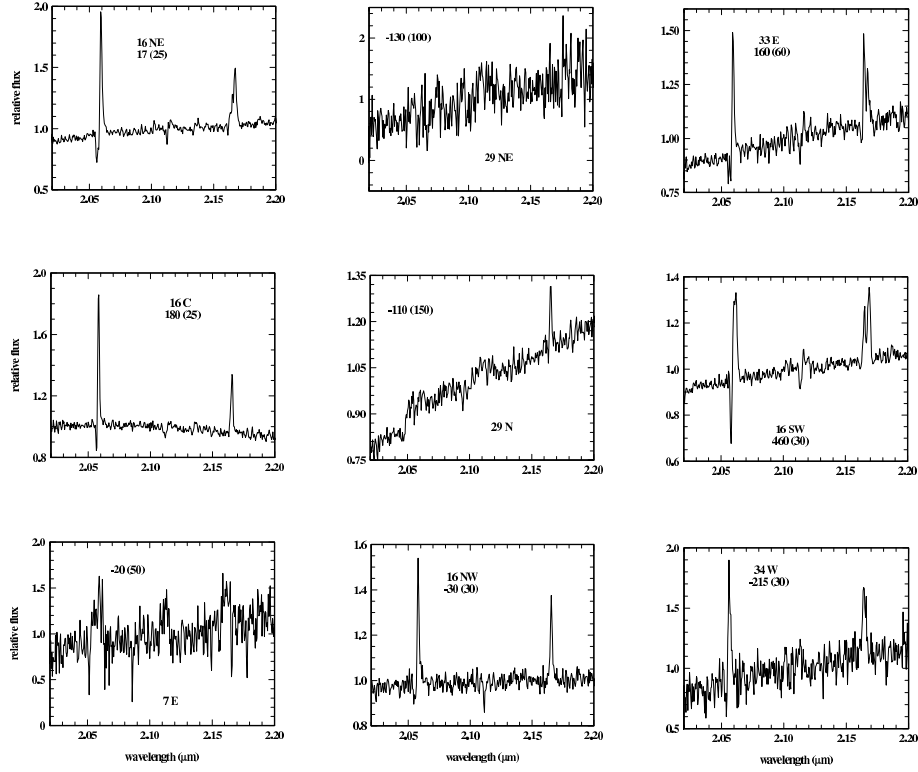 2.0
1.5
1.0
0.5
relative flux
16 NE
17 (25)
2.05 2.10 2.15 2.20
2
1
0
-130 (100)
29 NE
2.05 2.10 2.15 2.20
1.50
1.25
1.00
0.75
33 E
160 (60)
2.05 2.10 2.15 2.20
2.0
1.6
1.2
0.8
relative flux
16 C
180 (25)
2.05 2.10 2.15 2.20
1.35
1.20
1.05
0.90
0.75
-110 (150)
29 N
2.05 2.10 2.15 2.20
1.4
1.2
1.0
0.8
0.6
16 SW
460 (30)
2.05 2.10 2.15 2.20
2.0
1.5
1.0
0.5
0
relative flux
-20 (50)
7 E
2.05 2.10 2.15 2.20
wavelength (μm)
1.6
1.4
1.2
1.0
0.8
16 NW
-30 (30)
2.05 2.10 2.15 2.20
wavelength (μm)
2.0
1.5
1.0
0.5
34 W
-215 (30)
2.05 2.10 2.15 2.20
wavelength (μm)